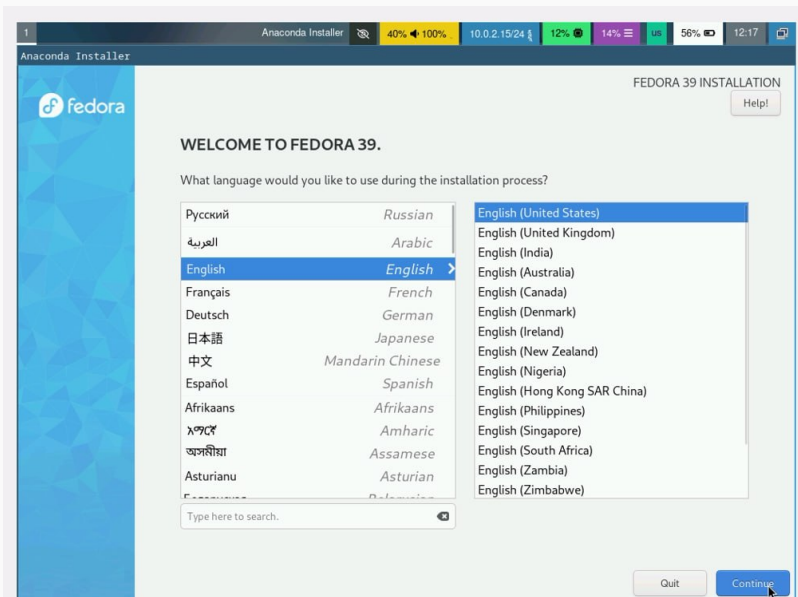 1 Anaconda Installer 40% 100% 10.0.2.15/24 12% 14% us 56% 12:17
Anaconda Installer
fedora
FEDORA 39 INSTALLATION
Help!
WELCOME TO FEDORA 39.
What language would you like to use during the installation process?
Русский Russian
العربية Arabic
English English
Français French
Deutsch German
日本語 Japanese
中文 Mandarin Chinese
Español Spanish
Afrikaans Afrikaans
አማርኛ Amharic
অসমীয়া Assamese
Asturianu Asturian
English (United States)
English (United Kingdom)
English (India)
English (Australia)
English (Canada)
English (Denmark)
English (Ireland)
English (New Zealand)
English (Nigeria)
English (Hong Kong SAR China)
English (Philippines)
English (Singapore)
English (South Africa)
English (Zambia)
English (Zimbabwe)
Type here to search.
Quit Continue